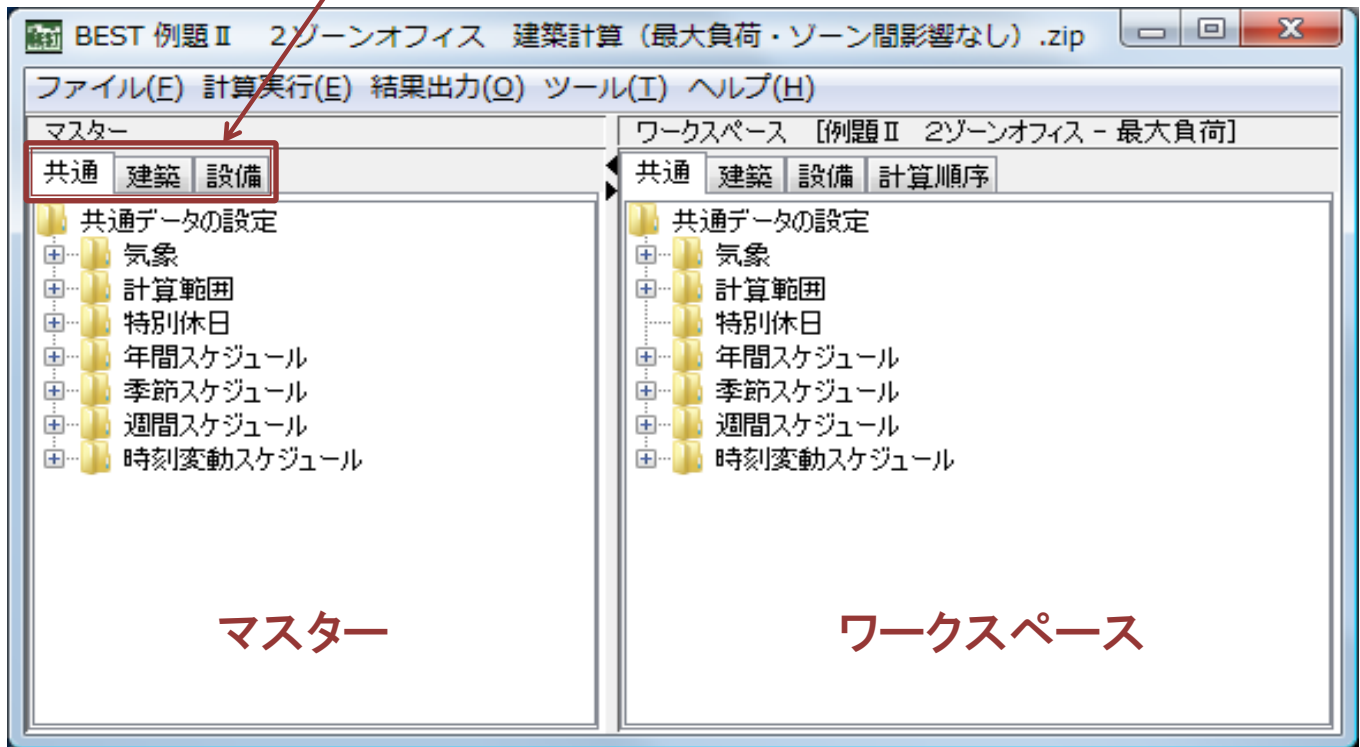 BEST 例題Ⅱ　2ゾーンオフィス　建築計算（最大負荷・ゾーン間影響なし）.zip
ファイル(F) 計算実行(E) 結果出力(O) ツール(T) ヘルプ(H)
マスター
共通 建築 設備
共通データの設定
気象
計算範囲
特別休日
年間スケジュール
季節スケジュール
週間スケジュール
時刻変動スケジュール
マスター
ワークスペース　[例題Ⅱ　2ゾーンオフィス - 最大負荷]
共通 建築 設備 計算順序
共通データの設定
気象
計算範囲
特別休日
年間スケジュール
季節スケジュール
週間スケジュール
時刻変動スケジュール
ワークスペース